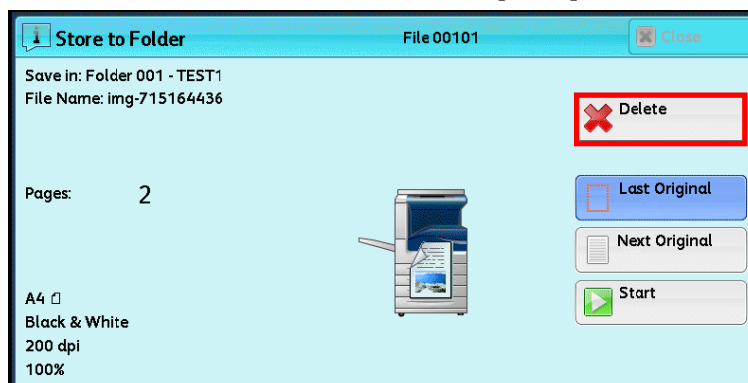 Store to Folder
File 00101
Close
Save in: Folder 001 - TEST1
File Name: img-715164436
Delete
Pages: 2
Last Original
Next Original
A4
Start
Black & White
200 dpi
100%